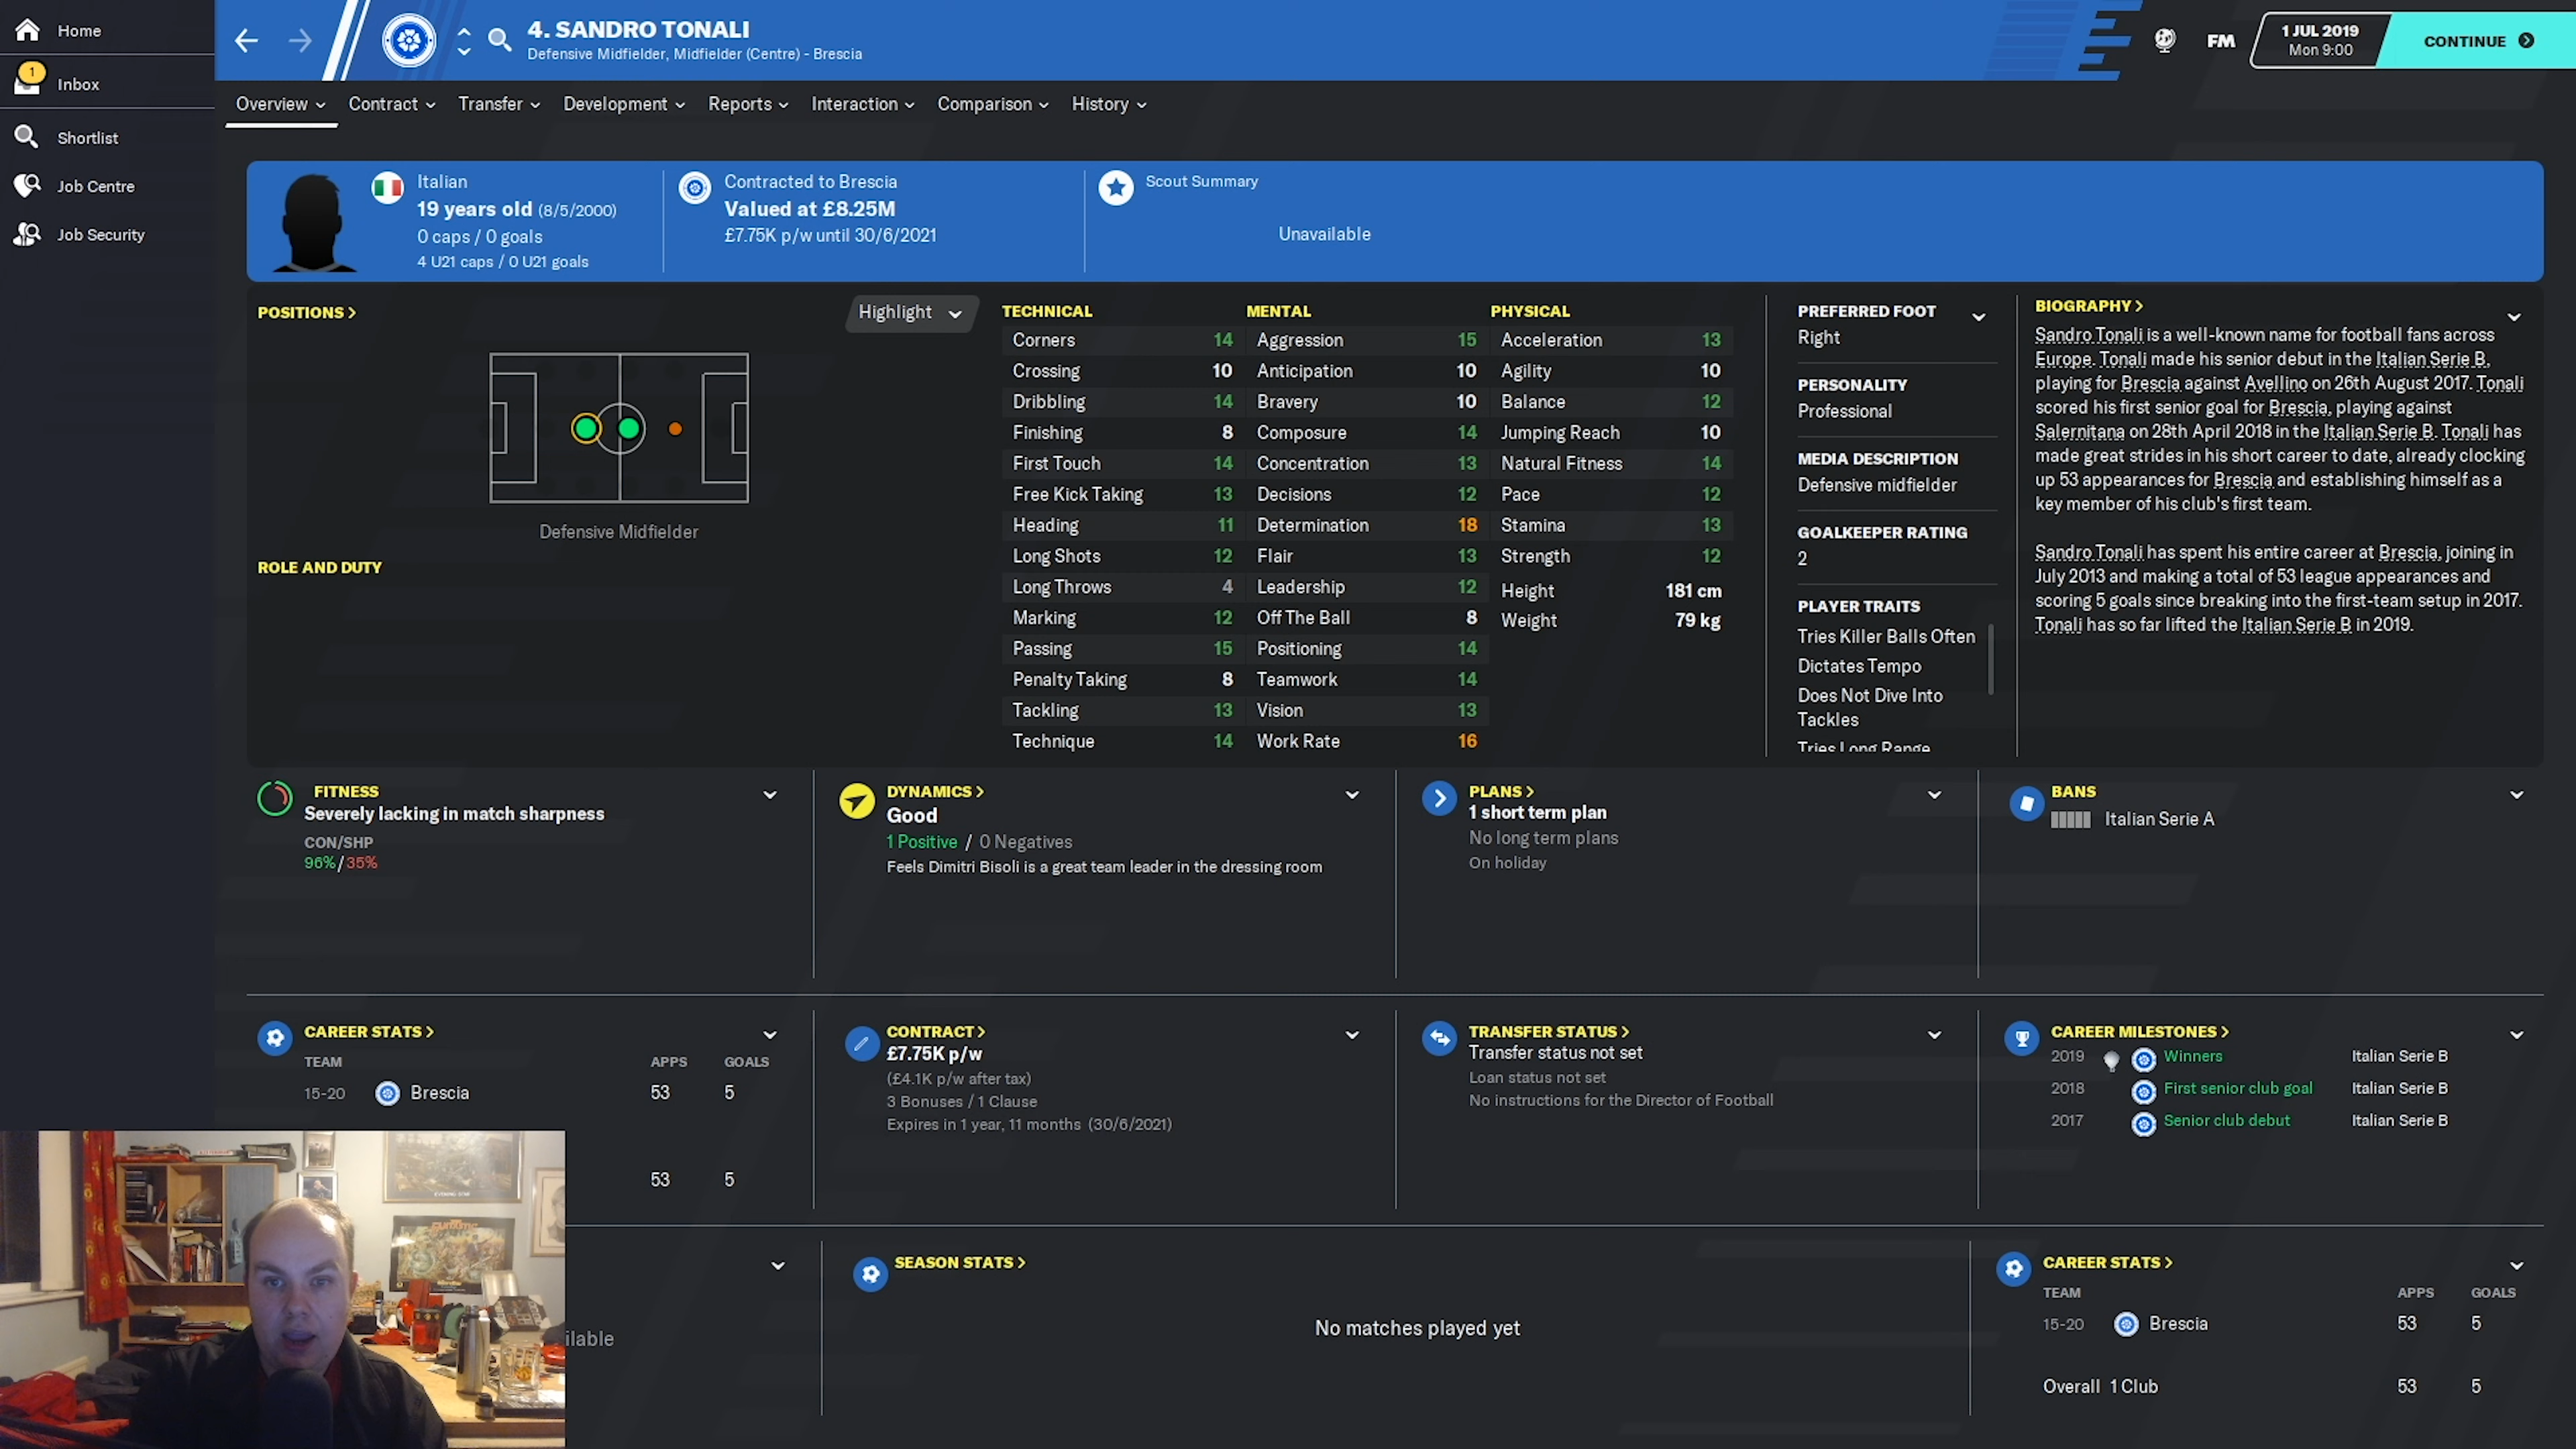 Home
1
Inbox
Shortlist
Job Centre
Job Security
4. SANDRO TONALI
Defensive Midfielder, Midfielder (Centre) - Brescia
FM
1 JUL 2019
Mon 9:00
CONTINUE
Overview
Contract
Transfer
Development
Reports
Interaction
Comparison
History
Italian
19 years old (8/5/2000)
0 caps / 0 goals
4 U21 caps / 0 U21 goals
Contracted to Brescia
Valued at £8.25M
£7.75K p/w until 30/6/2021
Scout Summary
Unavailable
POSITIONS >
Highlight
Defensive Midfielder
ROLE AND DUTY
TECHNICAL
Corners 14
Crossing 10
Dribbling 14
Finishing 8
First Touch 14
Free Kick Taking 13
Heading 11
Long Shots 12
Long Throws 4
Marking 12
Passing 15
Penalty Taking 8
Tackling 13
Technique 14
MENTAL
Aggression 15
Anticipation 10
Bravery 10
Composure 14
Concentration 13
Decisions 12
Determination 18
Flair 13
Leadership 12
Off The Ball 8
Positioning 14
Teamwork 14
Vision 13
Work Rate 16
PHYSICAL
Acceleration 13
Agility 10
Balance 12
Jumping Reach 10
Natural Fitness 14
Pace 12
Stamina 13
Strength 12
Height 181 cm
Weight 79 kg
PREFERRED FOOT
Right
PERSONALITY
Professional
MEDIA DESCRIPTION
Defensive midfielder
GOALKEEPER RATING
2
PLAYER TRAITS
Tries Killer Balls Often
Dictates Tempo
Does Not Dive Into
Tackles
Tries Long Range
BIOGRAPHY >
Sandro Tonali is a well-known name for football fans across
Europe. Tonali made his senior debut in the Italian Serie B,
playing for Brescia against Avellino on 26th August 2017. Tonali
scored his first senior goal for Brescia, playing against
Salernitana on 28th April 2018 in the Italian Serie B. Tonali has
made great strides in his short career to date, already clocking
up 53 appearances for Brescia and establishing himself as a
key member of his club's first team.
Sandro Tonali has spent his entire career at Brescia, joining in
July 2013 and making a total of 53 league appearances and
scoring 5 goals since breaking into the first-team setup in 2017.
Tonali has so far lifted the Italian Serie B in 2019.
FITNESS
Severely lacking in match sharpness
CON/SHP
96%/35%
DYNAMICS >
Good
1 Positive / 0 Negatives
Feels Dimitri Bisoli is a great team leader in the dressing room
PLANS >
1 short term plan
No long term plans
On holiday
BANS
Italian Serie A
CAREER STATS >
TEAM APPS GOALS
15-20 Brescia 53 5
53 5
CONTRACT >
£7.75K p/w
(£4.1K p/w after tax)
3 Bonuses / 1 Clause
Expires in 1 year, 11 months (30/6/2021)
TRANSFER STATUS >
Transfer status not set
Loan status not set
No instructions for the Director of Football
CAREER MILESTONES >
2019 Winners Italian Serie B
2018 First senior club goal Italian Serie B
2017 Senior club debut Italian Serie B
ilable
SEASON STATS >
No matches played yet
CAREER STATS >
TEAM APPS GOALS
15-20 Brescia 53 5
Overall 1 Club 53 5